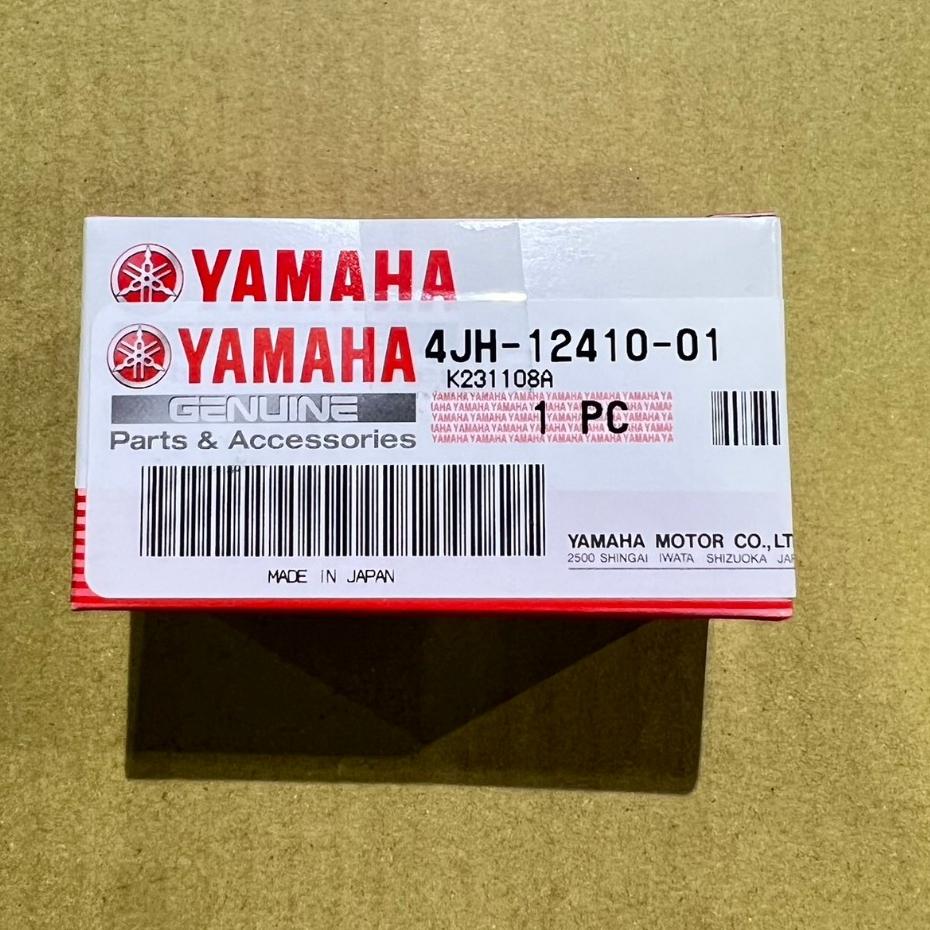 YAMAHA
YAMAHA 4JH-12410-01
K231108A
GENUINE
Parts & Accessories
1 PC
MADE IN JAPAN
YAMAHA MOTOR CO.,LT
2500 SHINGAI IWATA SHIZUOKA JAP